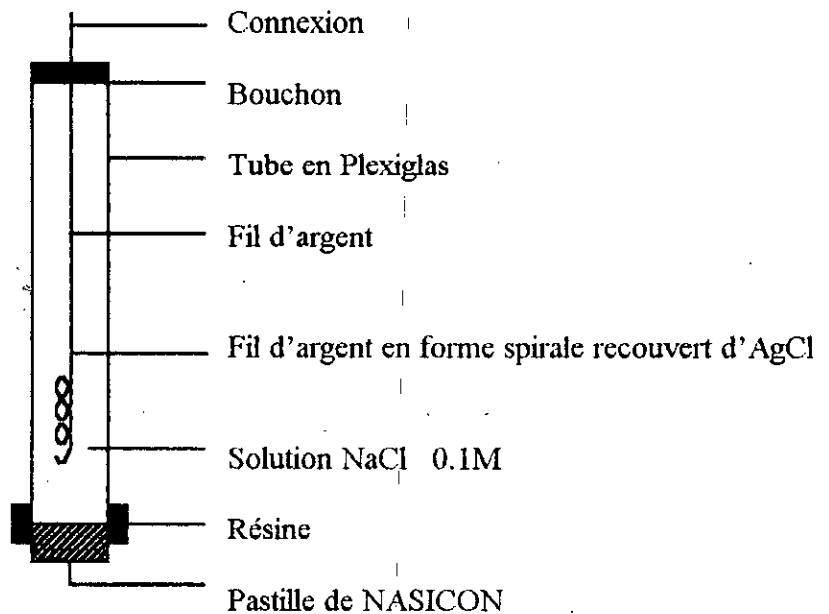 Connexion
Bouchon
Tube en Plexiglas
Fil d'argent
Fil d'argent en forme spirale recouvert d'AgCl
Solution NaCl 0.1M
Résine
Pastille de NASICON